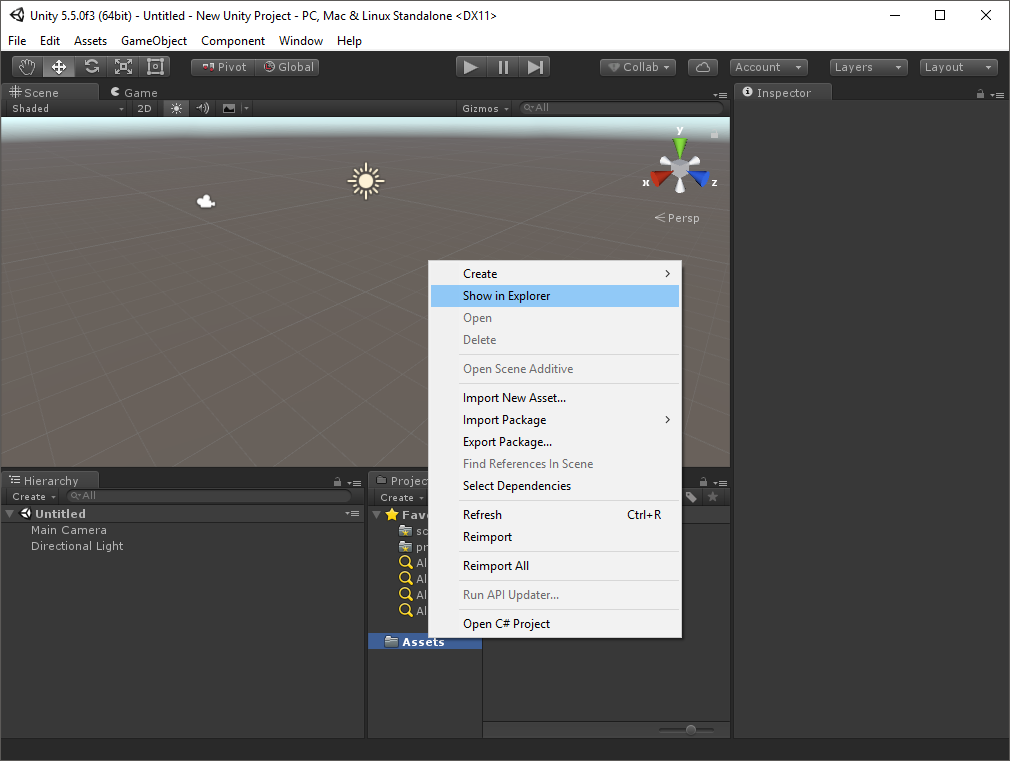 Unity 5.5.0f3 (64bit) - Untitled - New Unity Project - PC, Mac & Linux Standalone <DX11>
File Edit Assets GameObject Component Window Help
Pivot Global Collab Account Layers Layout
Scene Game Inspector
Shaded 2D Gizmos All
y
x z
Persp
Create
Show in Explorer
Open
Delete
Open Scene Additive
Import New Asset...
Import Package
Export Package...
Find References In Scene
Select Dependencies
Refresh Ctrl+R
Reimport
Reimport All
Run API Updater...
Open C# Project
Hierarchy
Create All
Untitled
Main Camera
Directional Light
Projec
Create
Fav
sc
pr
Al
Al
Al
Al
Assets